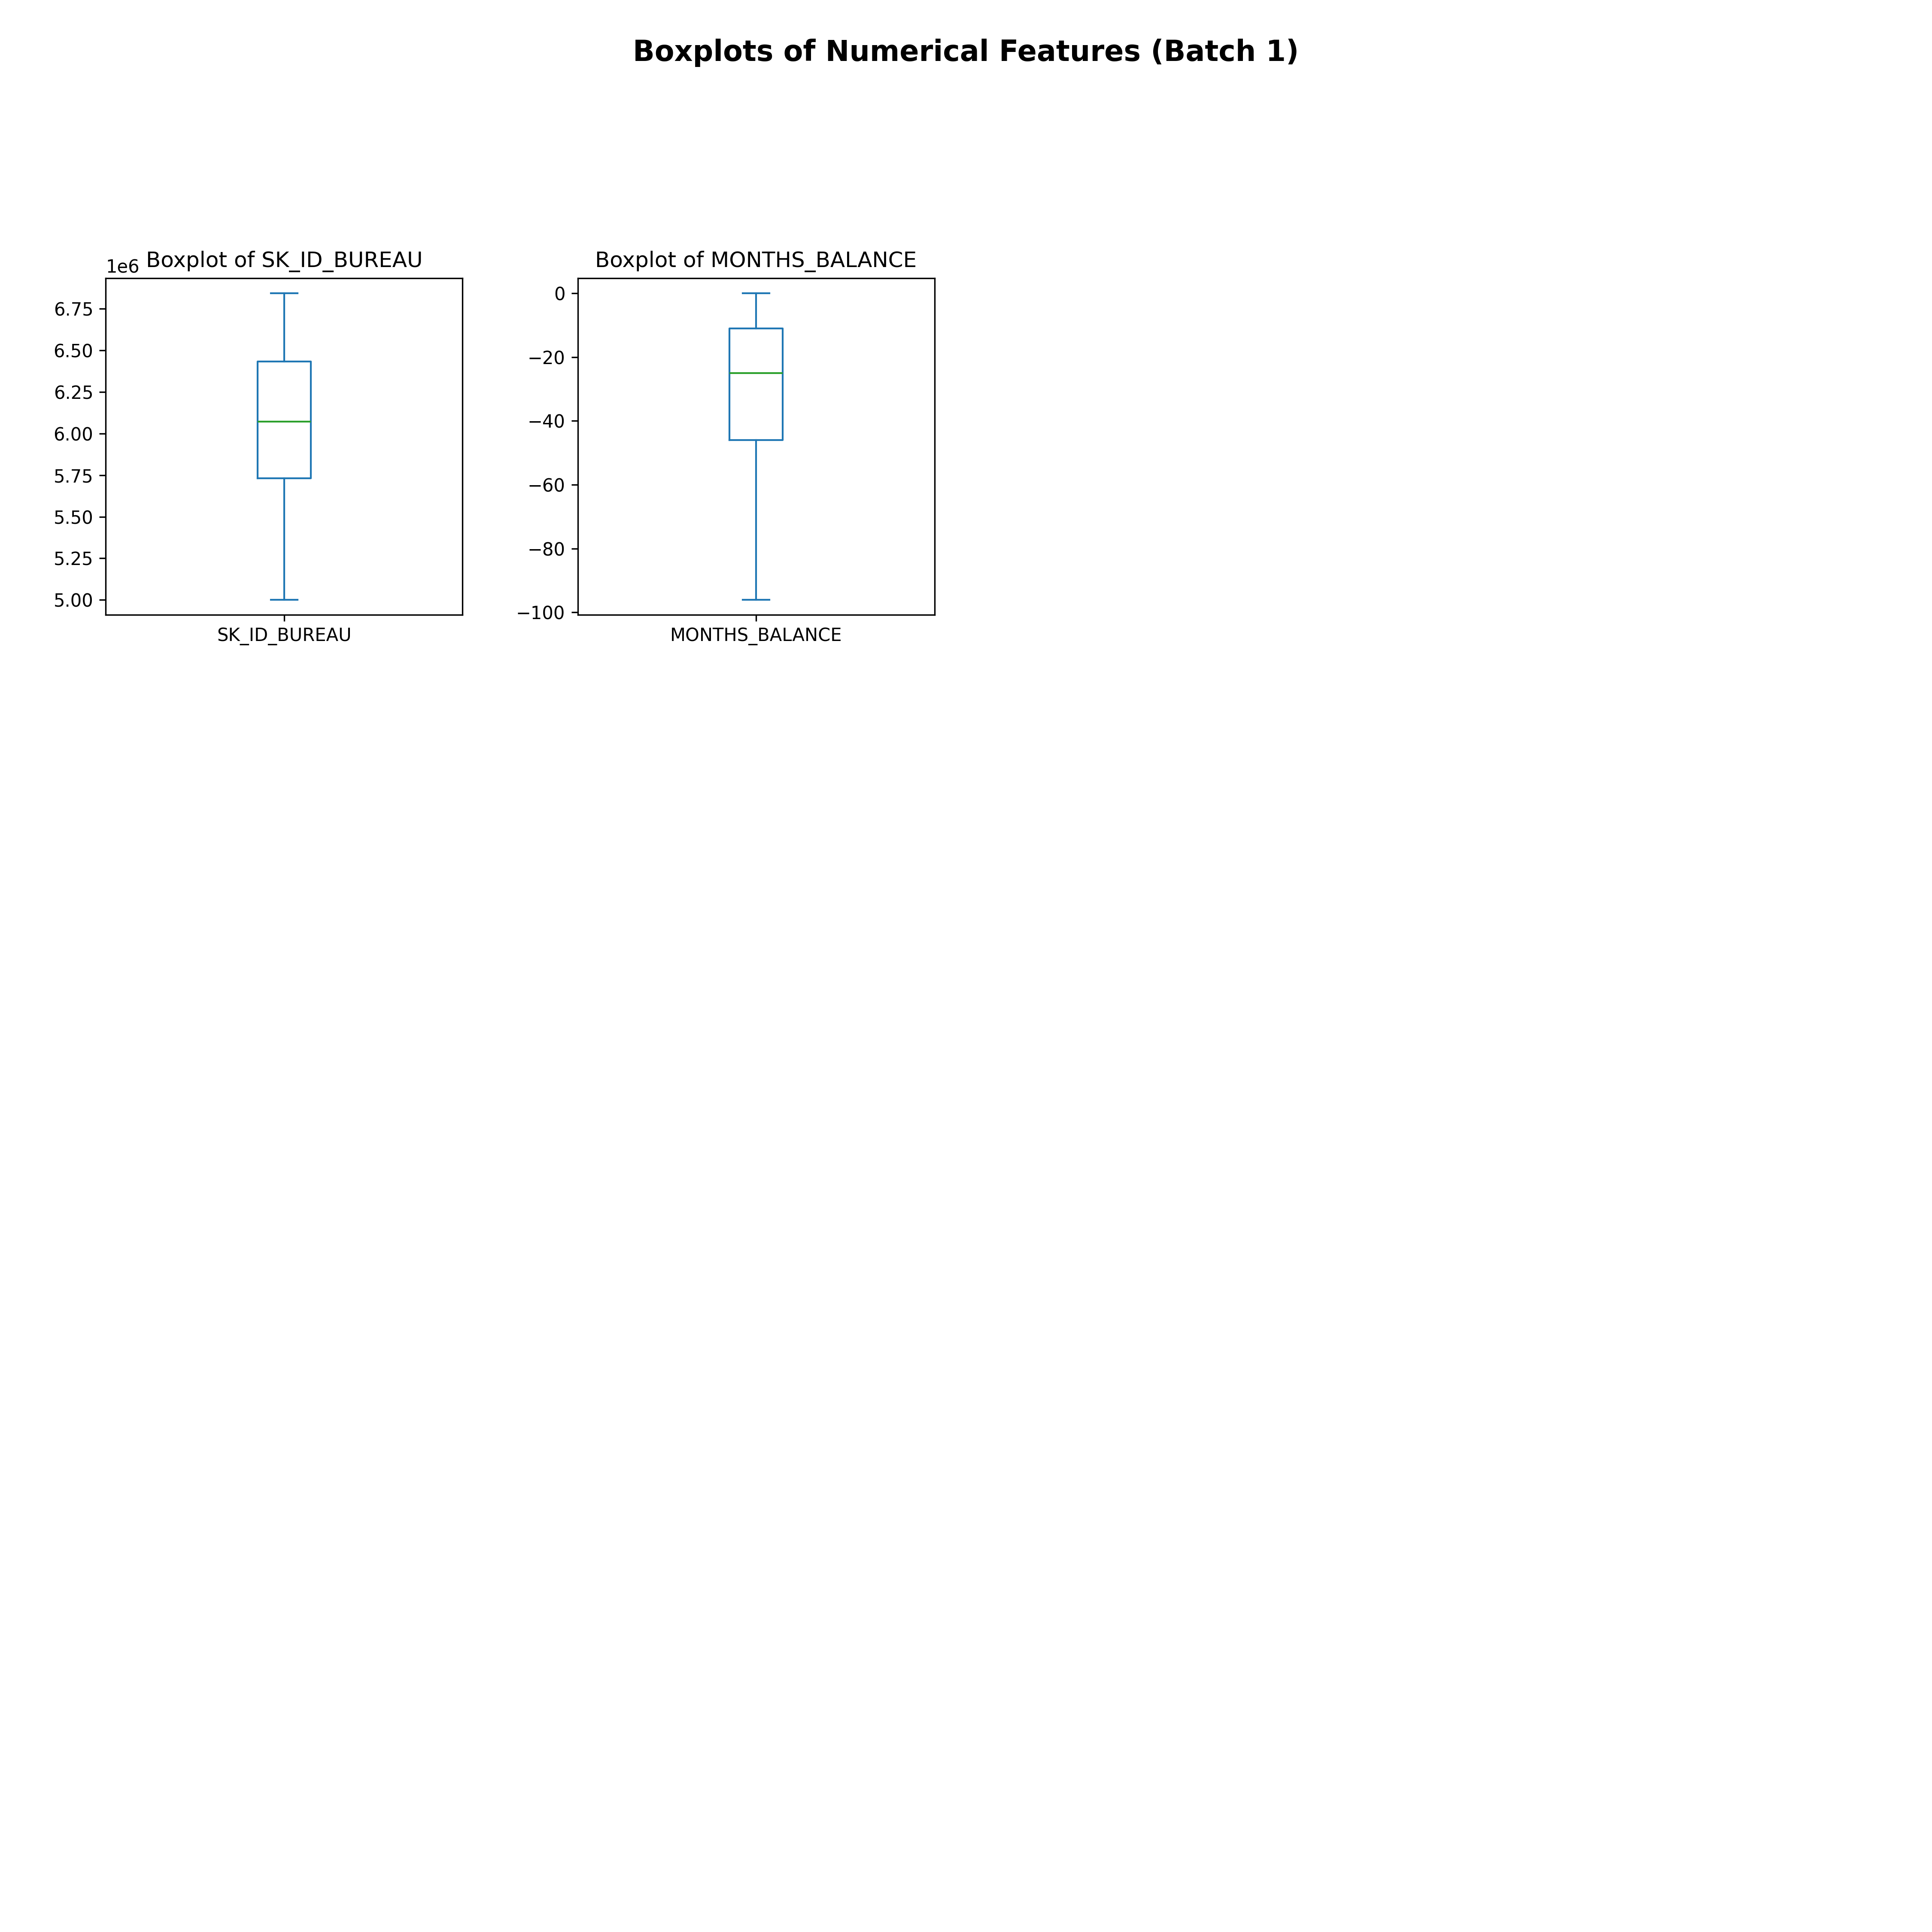 Boxplots of Numerical Features (Batch 1)
1e6 Boxplot of SK_ID_BUREAU
6.75
6.50
6.25
6.00
5.75
5.50
5.25
5.00
SK_ID_BUREAU
Boxplot of MONTHS_BALANCE
0
−20
−40
−60
−80
−100
MONTHS_BALANCE